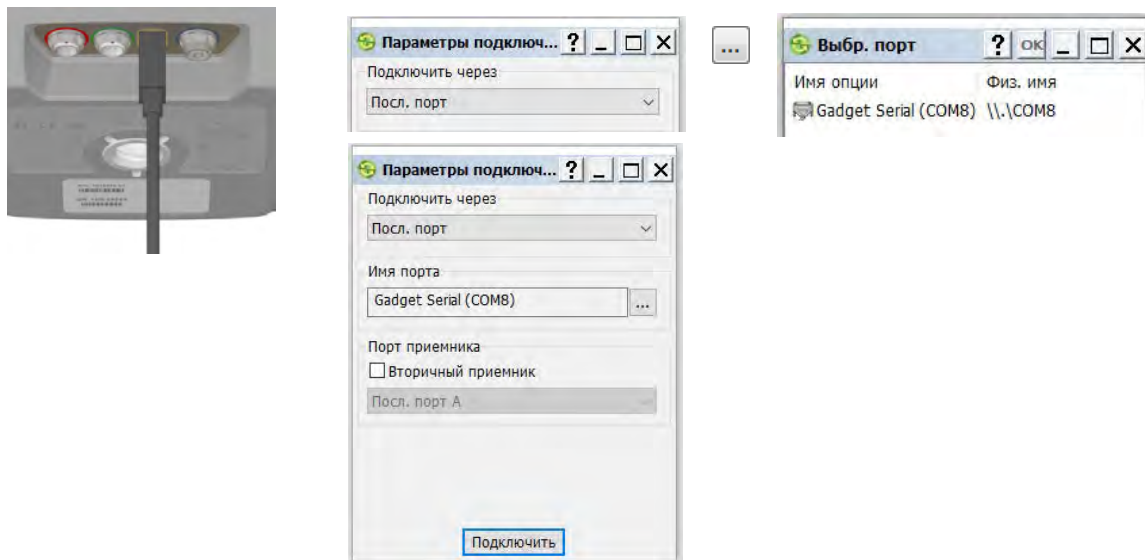 Параметры подключ...
Подключить через
Посл. порт
...
Выбр. порт
OK
Имя опции Физ. имя
Gadget Serial (COM8) \\.\COM8
Параметры подключ...
Подключить через
Посл. порт
Имя порта
Gadget Serial (COM8)
...
Порт приемника
Вторичный приемник
Посл. порт A
Подключить